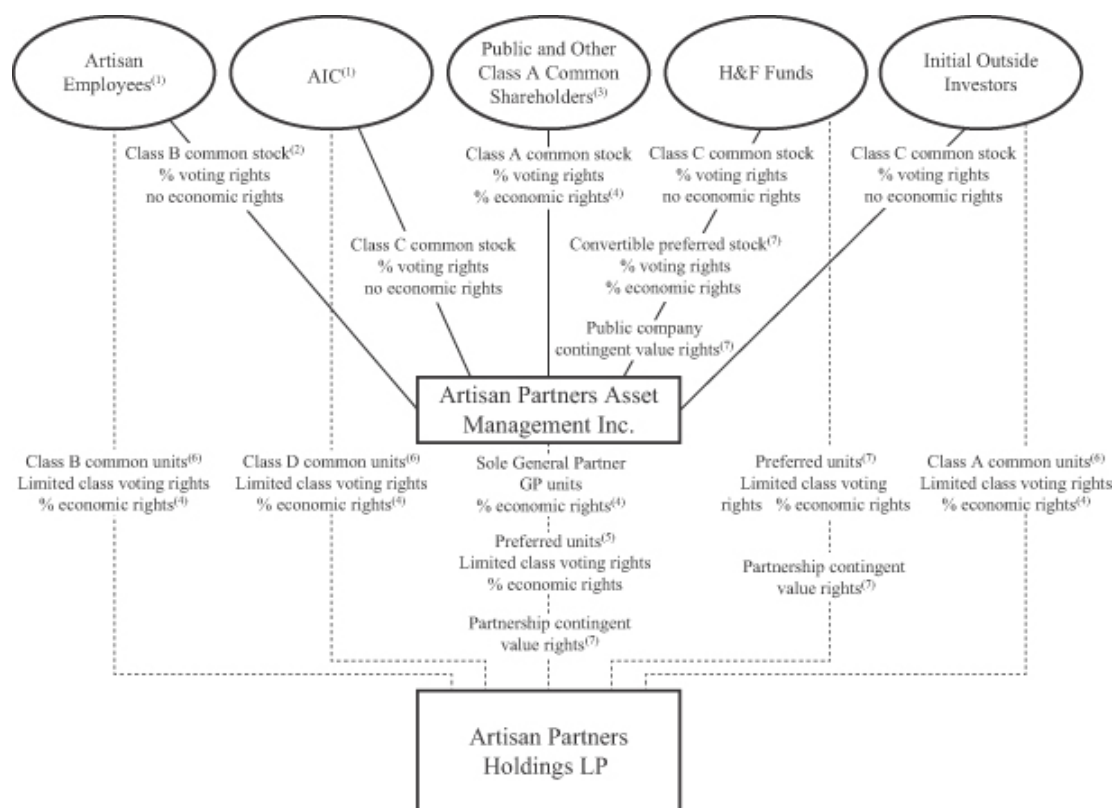 Artisan
Employees(1)
AIC(1)
Public and Other
Class A Common
Shareholders(3)
H&F Funds
Initial Outside
Investors
Class B common stock(2)
% voting rights
no economic rights
Class C common stock
% voting rights
no economic rights
Class A common stock
% voting rights
% economic rights(4)
Class C common stock
% voting rights
no economic rights
Convertible preferred stock(7)
% voting rights
% economic rights
Public company
contingent value rights(7)
Class C common stock
% voting rights
no economic rights
Artisan Partners Asset
Management Inc.
Class B common units(6)
Limited class voting rights
% economic rights(4)
Class D common units(6)
Limited class voting rights
% economic rights(4)
Sole General Partner
GP units
% economic rights(4)
Preferred units(5)
Limited class voting rights
% economic rights
Partnership contingent
value rights(7)
Preferred units(7)
Limited class voting
rights % economic rights
Partnership contingent
value rights(7)
Class A common units(6)
Limited class voting rights
% economic rights(4)
Artisan Partners
Holdings LP